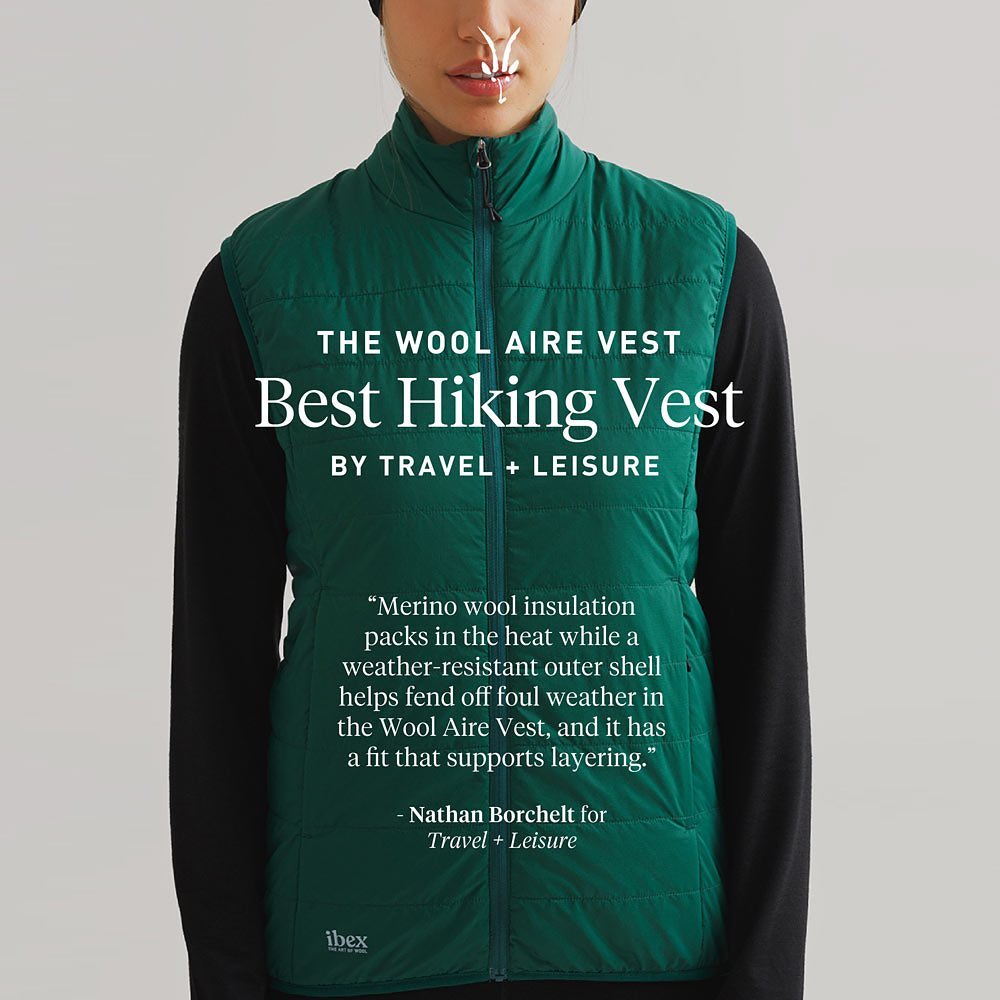 THE WOOL AIRE VEST
Best Hiking Vest
BY TRAVEL + LEISURE
“Merino wool insulation
packs in the heat while a
weather-resistant outer shell
helps fend off foul weather in
the Wool Aire Vest, and it has
a fit that supports layering.”
- Nathan Borchelt for
Travel + Leisure
ibex
THE ART OF WOOL